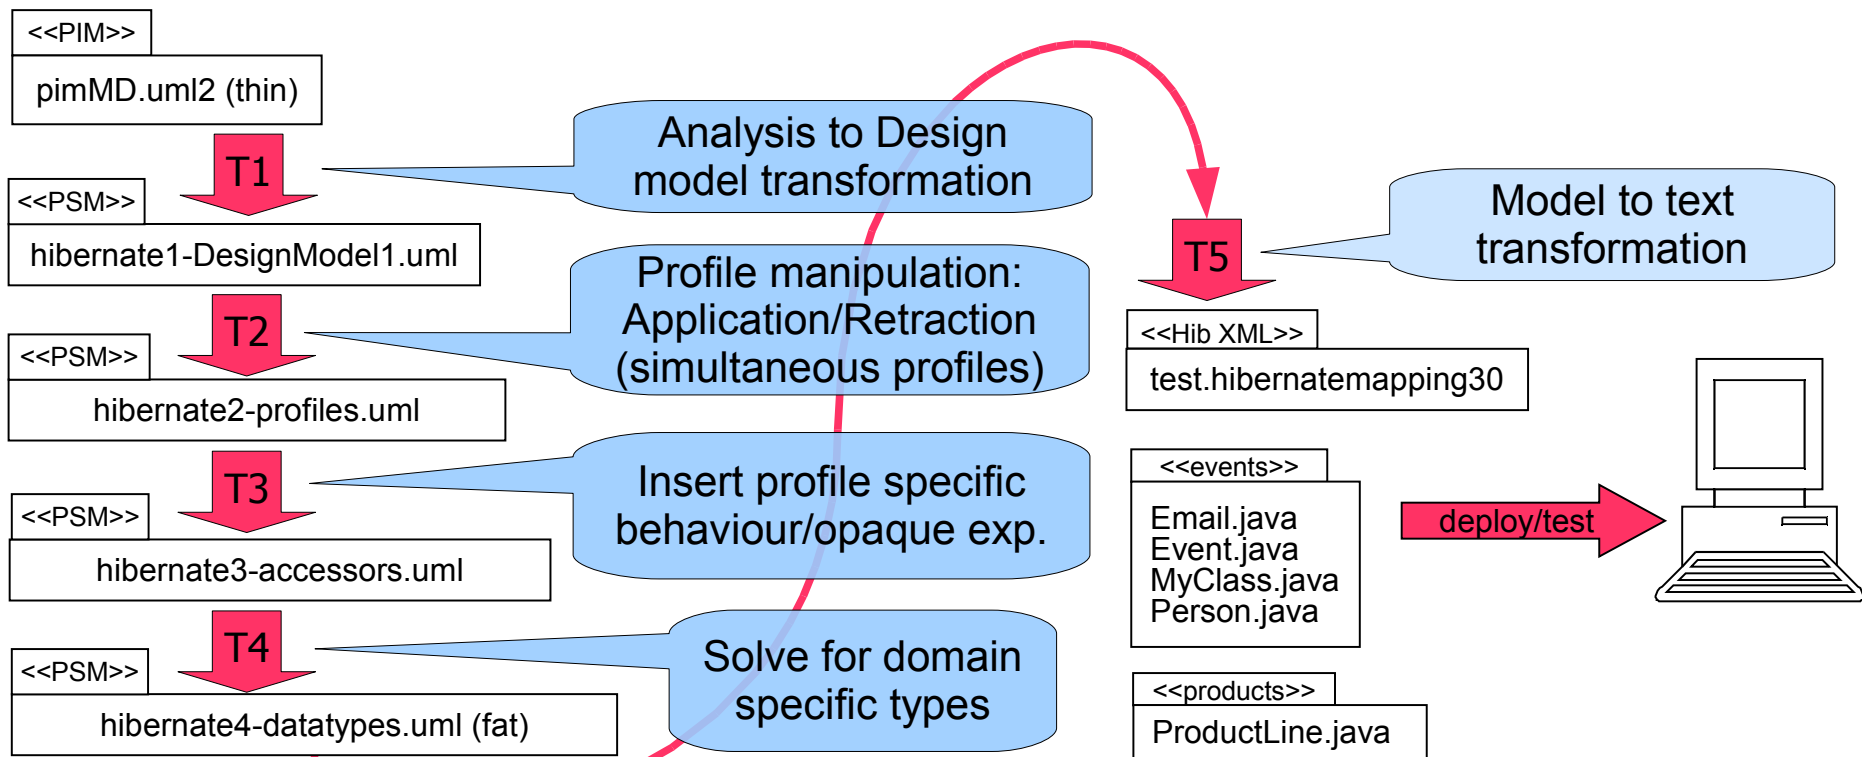 <<PIM>>
pimMD.uml2 (thin)
T1
Analysis to Design
model transformation
<<PSM>>
hibernate1-DesignModel1.uml
T2
Profile manipulation:
Application/Retraction
(simultaneous profiles)
<<PSM>>
hibernate2-profiles.uml
T3
Insert profile specific
behaviour/opaque exp.
<<PSM>>
hibernate3-accessors.uml
T4
Solve for domain
specific types
<<PSM>>
hibernate4-datatypes.uml (fat)
T5
Model to text
transformation
<<Hib XML>>
test.hibernatemapping30
<<events>>
Email.java
Event.java
MyClass.java
Person.java
deploy/test
<<products>>
ProductLine.java